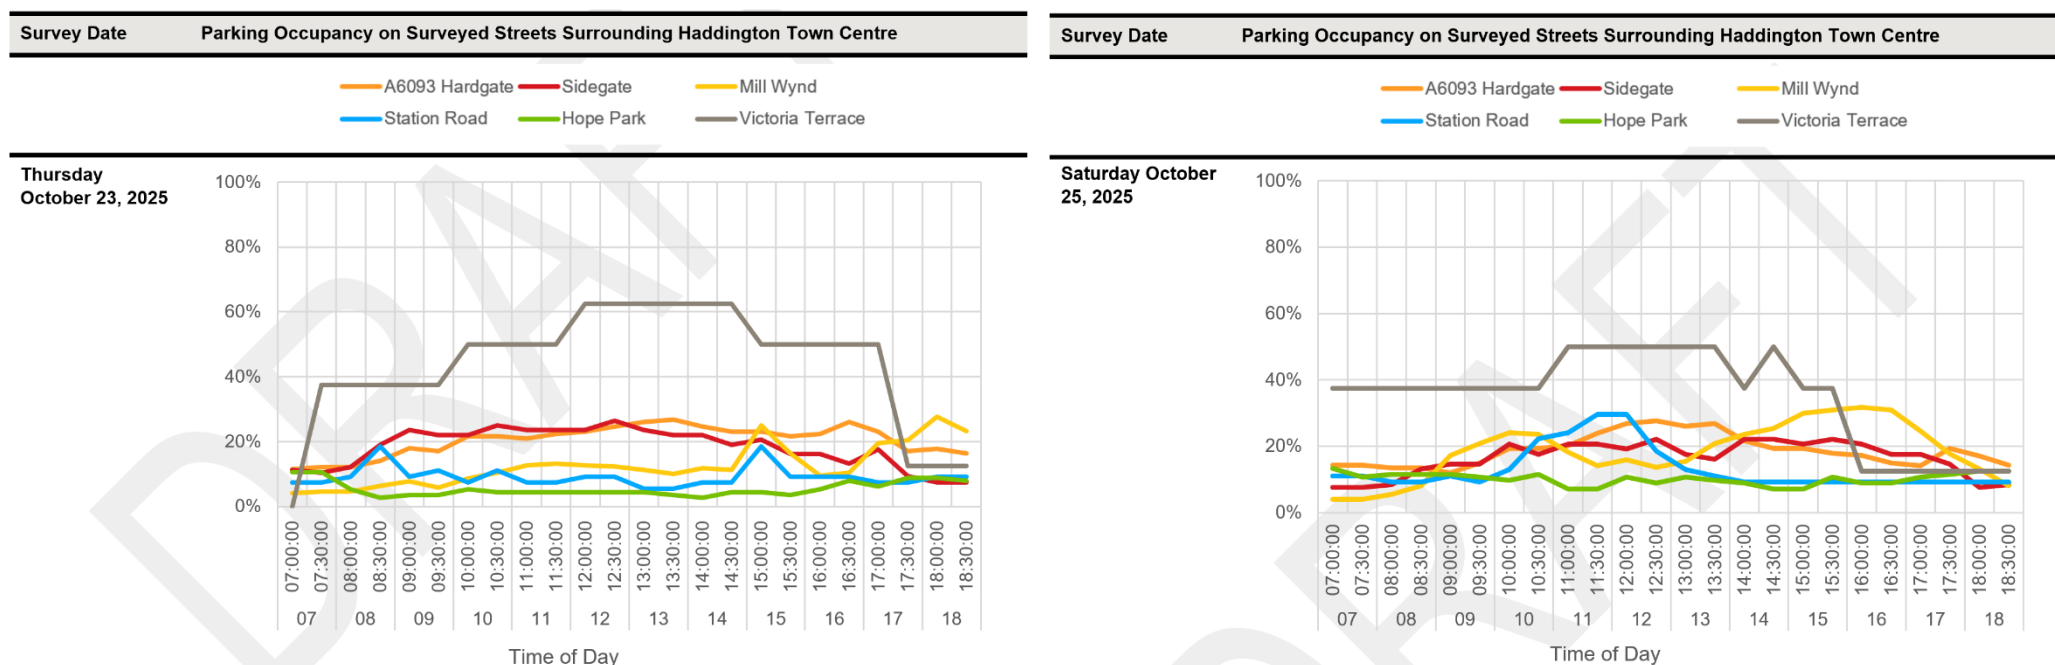 Survey Date Parking Occupancy on Surveyed Streets Surrounding Haddington Town Centre
A6093 Hardgate Sidegate Mill Wynd
Station Road Hope Park Victoria Terrace
Thursday
October 23, 2025
100%
80%
60%
40%
20%
0%
07:00:00 07:30:00 08:00:00 08:30:00 09:00:00 09:30:00 10:00:00 10:30:00 11:00:00 11:30:00 12:00:00 12:30:00 13:00:00 13:30:00 14:00:00 14:30:00 15:00:00 15:30:00 16:00:00 16:30:00 17:00:00 17:30:00 18:00:00 18:30:00
07 08 09 10 11 12 13 14 15 16 17 18
Time of Day
DRAFT
Survey Date Parking Occupancy on Surveyed Streets Surrounding Haddington Town Centre
A6093 Hardgate Sidegate Mill Wynd
Station Road Hope Park Victoria Terrace
Saturday October
25, 2025
100%
80%
60%
40%
20%
0%
07:00:00 07:30:00 08:00:00 08:30:00 09:00:00 09:30:00 10:00:00 10:30:00 11:00:00 11:30:00 12:00:00 12:30:00 13:00:00 13:30:00 14:00:00 14:30:00 15:00:00 15:30:00 16:00:00 16:30:00 17:00:00 17:30:00 18:00:00 18:30:00
07 08 09 10 11 12 13 14 15 16 17 18
Time of Day
DRAFT